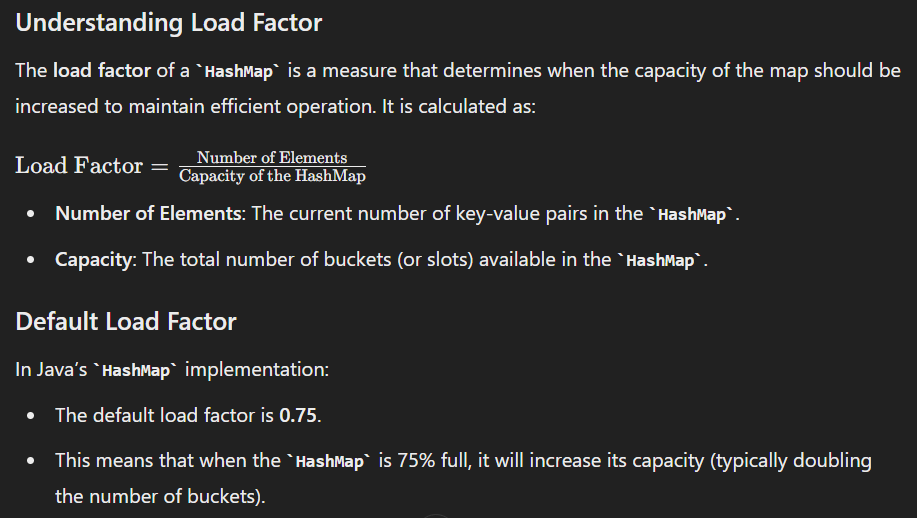 Understanding Load Factor
The load factor of a `HashMap` is a measure that determines when the capacity of the map should be
increased to maintain efficient operation. It is calculated as:
Load Factor = Number of Elements / Capacity of the HashMap
• Number of Elements: The current number of key-value pairs in the `HashMap`.
• Capacity: The total number of buckets (or slots) available in the `HashMap`.
Default Load Factor
In Java’s `HashMap` implementation:
• The default load factor is 0.75.
• This means that when the `HashMap` is 75% full, it will increase its capacity (typically doubling
the number of buckets).